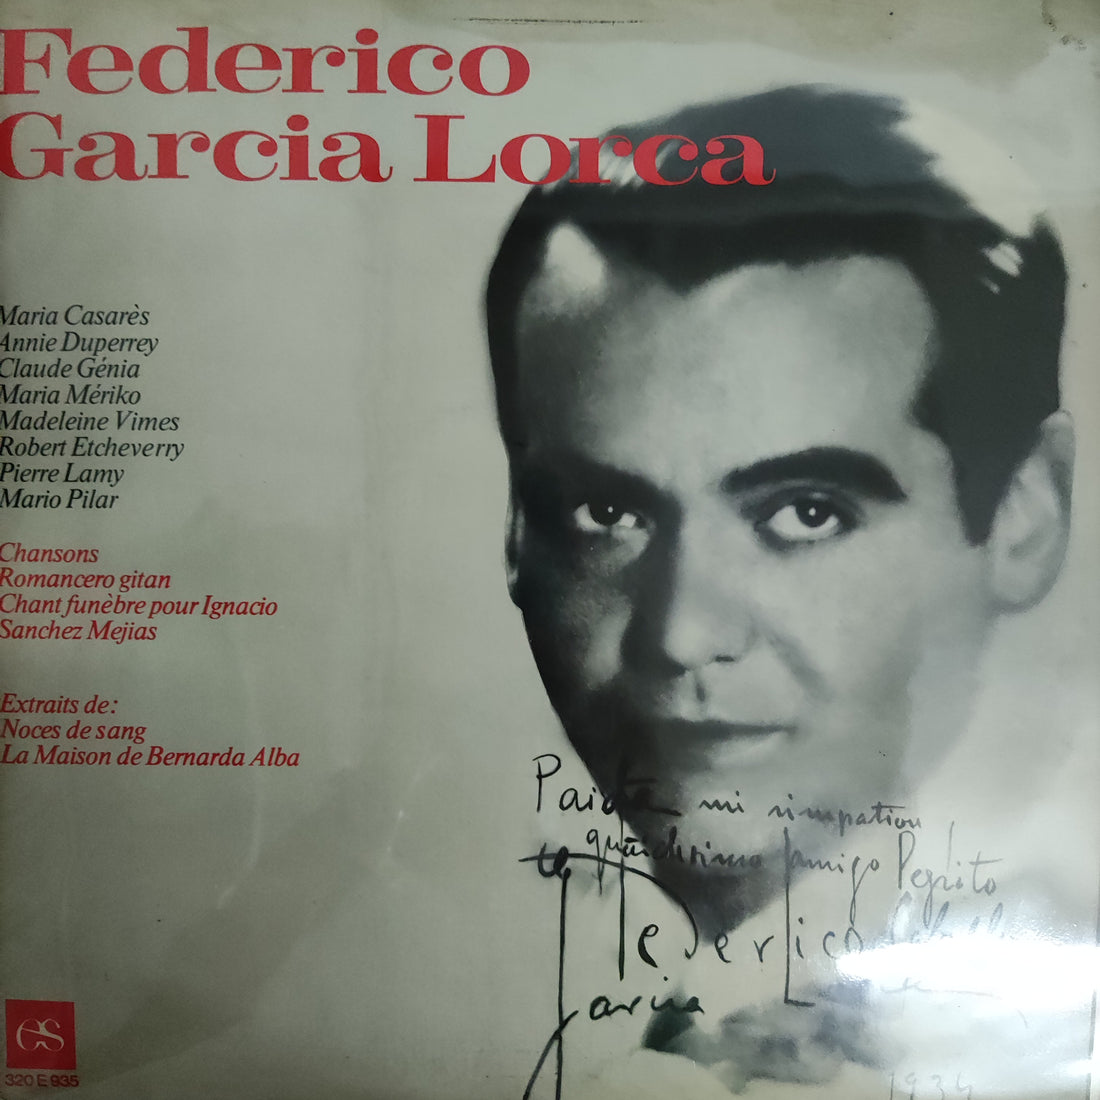 Federico
Garcia Lorca
Maria Casarès
Annie Duperrey
Claude Génia
Maria Mériko
Madeleine Vimes
Robert Etcheverry
Pierre Lamy
Mario Pilar
Chansons
Romancero gitan
Chant funèbre pour Ignacio
Sanchez Mejias
Extraits de:
Noces de sang
La Maison de Bernarda Alba
mi
amigo Pepito
Federico
Garcia
1934
es
320 E 935